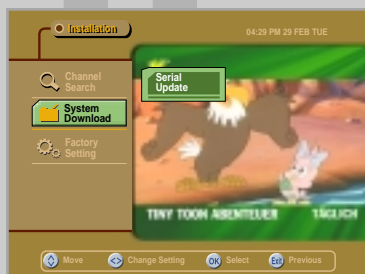 Installation
04:29 PM 29 FEB TUE
Channel
Search
System
Download
Factory
Setting
Serial
Update
TINY TOON ABENTEUER TÄGLICH
Move Change Setting OK Select Exit Previous